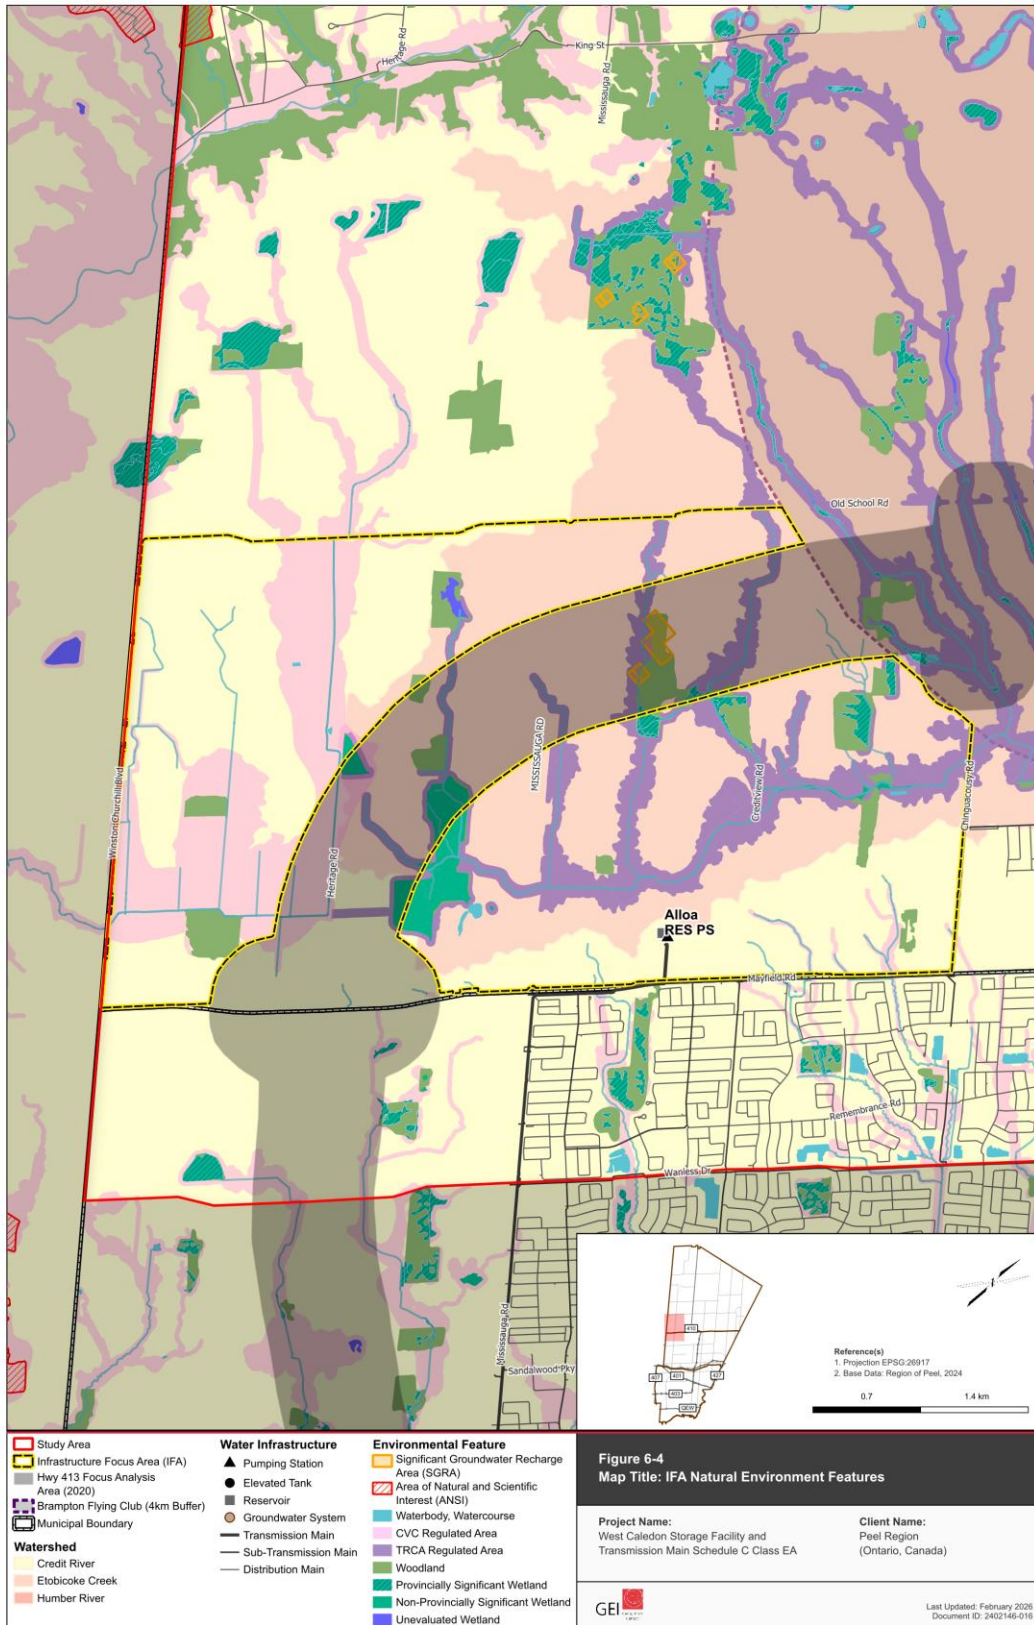 Heritage Rd
King St
Mississauga Rd
Old School Rd
Winston Churchill Blvd
MISSISSAUGA RD
Heritage Rd
Creditview Rd
Chinguacousy Rd
Alloa
RES PS
Mayfield Rd
Remembrance Rd
Wanless Dr
Mississauga Rd
Sandalwood Pky
410
407
401
427
403
QEW
Reference(s)
1. Projection EPSG:26917
2. Base Data: Region of Peel, 2024
0.7
1.4 km
Study Area
Infrastructure Focus Area (IFA)
Hwy 413 Focus Analysis
Area (2020)
Brampton Flying Club (4km Buffer)
Municipal Boundary
Watershed
Credit River
Etobicoke Creek
Humber River
Water Infrastructure
Pumping Station
Elevated Tank
Reservoir
Groundwater System
Transmission Main
Sub-Transmission Main
Distribution Main
Environmental Feature
Significant Groundwater Recharge
Area (SGRA)
Area of Natural and Scientific
Interest (ANSI)
Waterbody, Watercourse
CVC Regulated Area
TRCA Regulated Area
Woodland
Provincially Significant Wetland
Non-Provincially Significant Wetland
Unevaluated Wetland
Figure 6-4
Map Title: IFA Natural Environment Features
Project Name:
West Caledon Storage Facility and
Transmission Main Schedule C Class EA
Client Name:
Peel Region
(Ontario, Canada)
GEI
Last Updated: February 2026
Document ID: 2402146-016